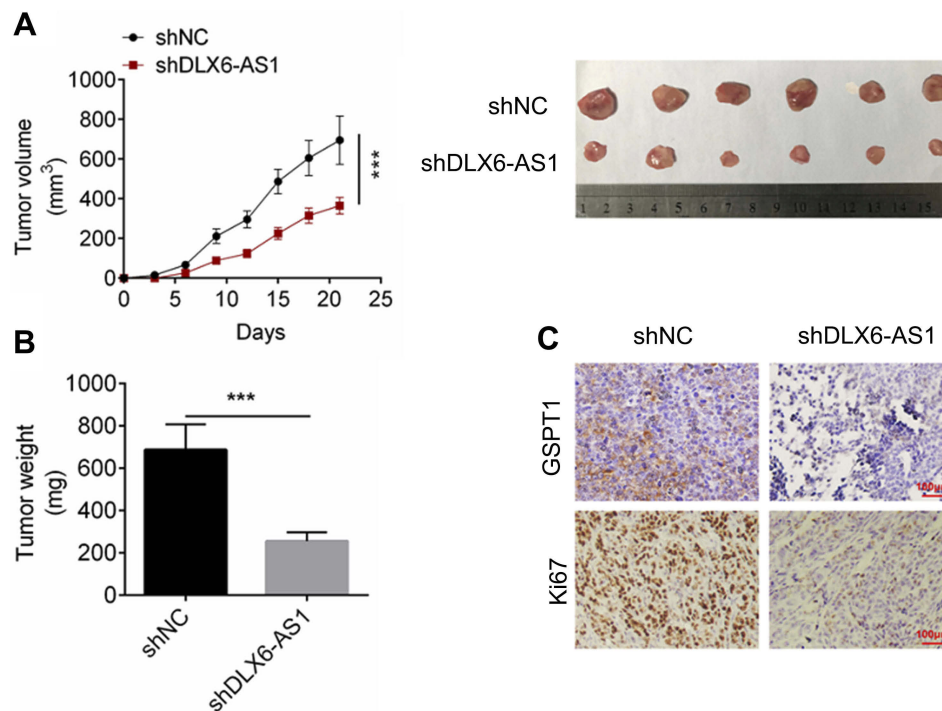 A
shNC
shDLX6-AS1
1000
800
600
400
200
0
Tumor volume
(mm3)
0 5 10 15 20 25
Days
***
shNC
shDLX6-AS1
1 2 3 4 5 6 7 8 9 10 11 12 13 14 15
B
1000
800
600
400
200
0
Tumor weight
(mg)
***
shNC
shDLX6-AS1
C
shNC
shDLX6-AS1
GSPT1
100μ
Ki67
100μ